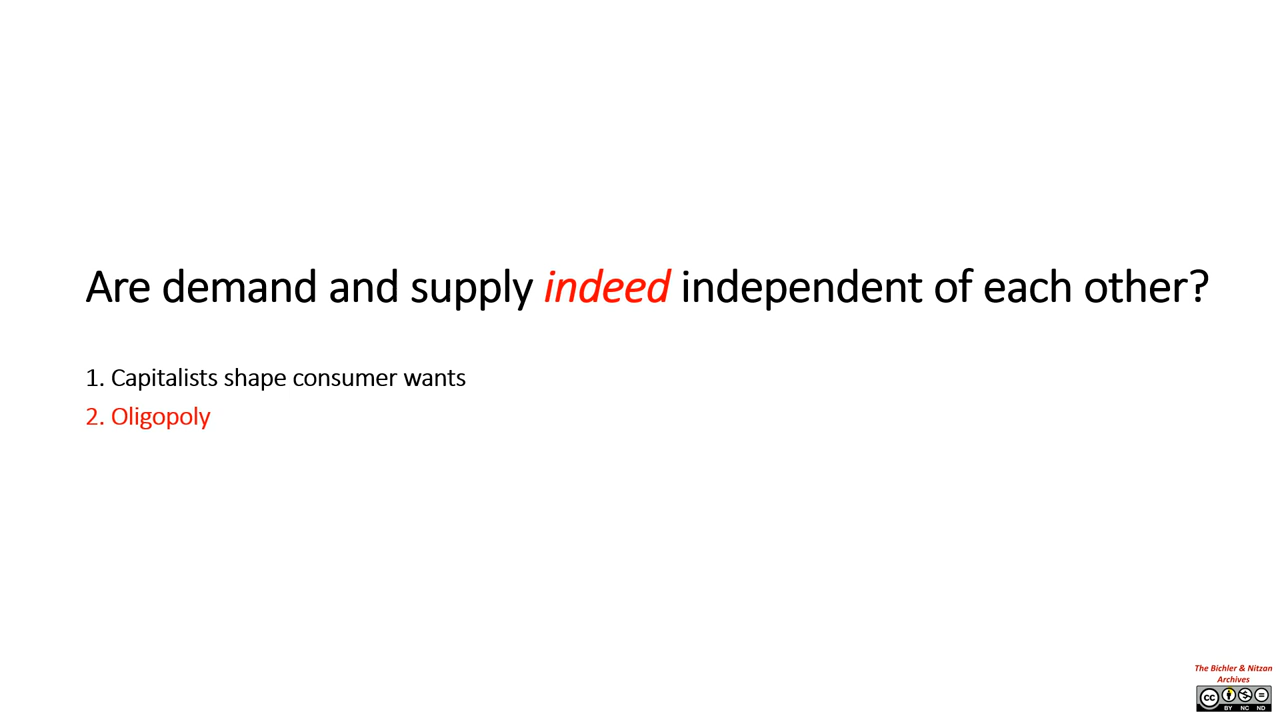 Are demand and supply indeed independent of each other?
1. Capitalists shape consumer wants
2. Oligopoly
The Bichler & Nitzan
Archives
cc
BY NC ND